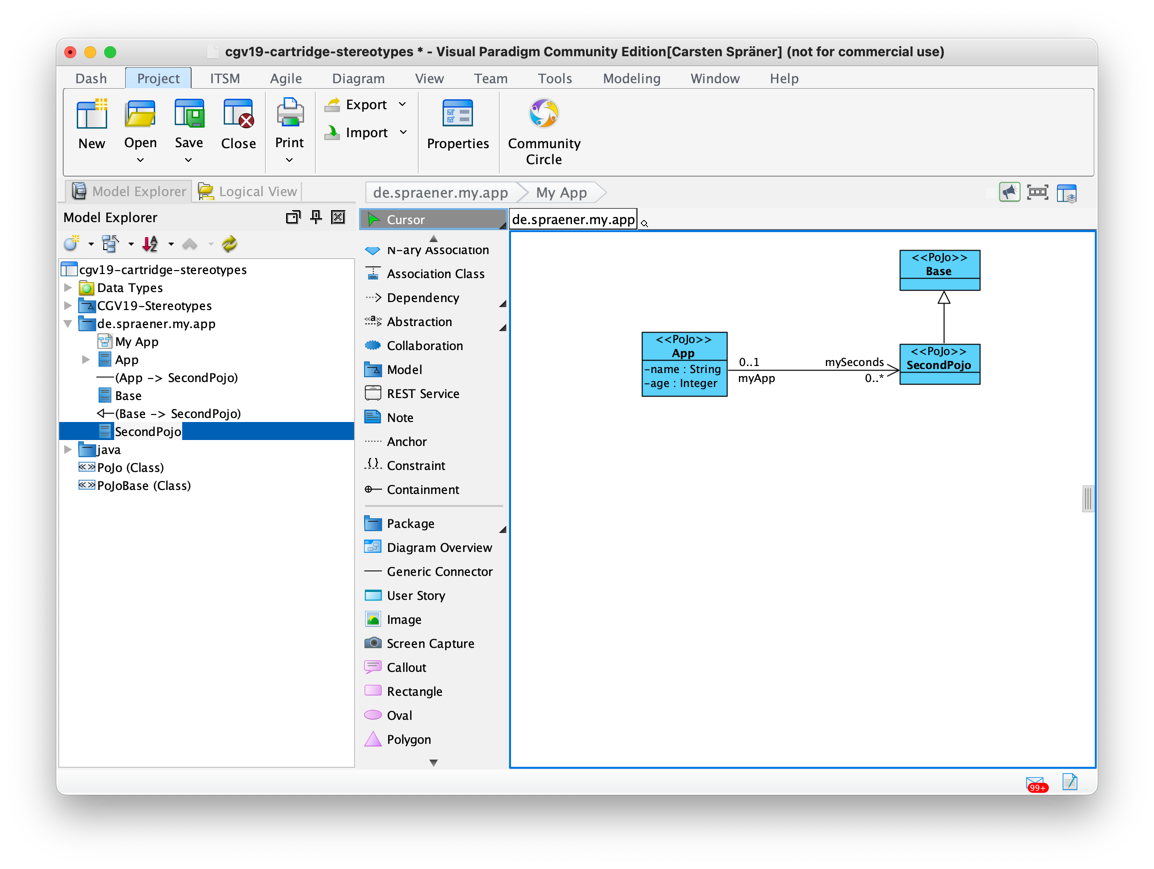 cgv19-cartridge-stereotypes * - Visual Paradigm Community Edition[Carsten Spräner] (not for commercial use)
Dash Project ITSM Agile Diagram View Team Tools Modeling Window Help
New Open Save Close Print Export Import Properties Community Circle
Model Explorer Logical View de.spraener.my.app My App
Model Explorer
Cursor
de.spraener.my.app
cgv19-cartridge-stereotypes
Data Types
CGV19-Stereotypes
de.spraener.my.app
My App
App
(App -> SecondPojo)
Base
(Base -> SecondPojo)
SecondPojo
java
«» PoJo (Class)
«» PoJoBase (Class)
N-ary Association
Association Class
Dependency
Abstraction
Collaboration
Model
REST Service
Note
Anchor
{.} Constraint
Containment
Package
Diagram Overview
Generic Connector
User Story
Image
Screen Capture
Callout
Rectangle
Oval
Polygon
<<PoJo>>
Base
<<PoJo>>
App
-name : String
-age : Integer
0..1
myApp
mySeconds
0..*
<<PoJo>>
SecondPojo
99+